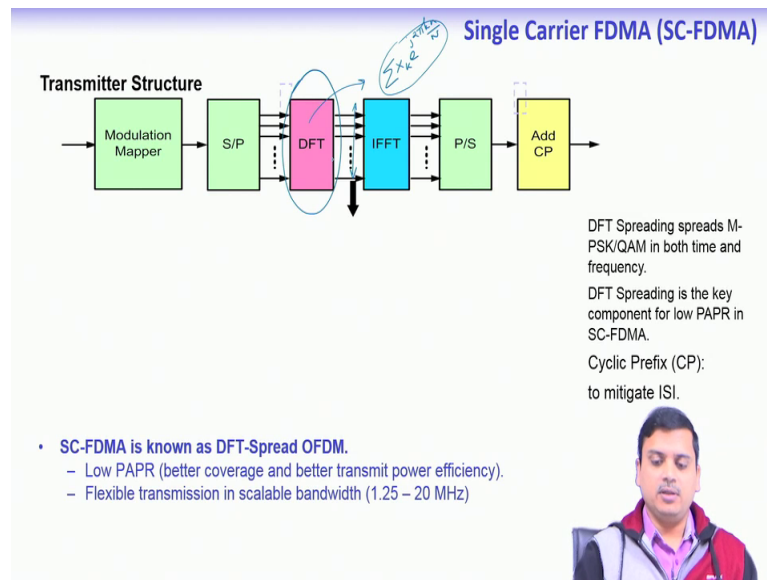 Single Carrier FDMA (SC-FDMA)
∑ X_k e^{j2πkn/N}
Transmitter Structure
Modulation
Mapper
S/P
DFT
IFFT
P/S
Add
CP
DFT Spreading spreads M-
PSK/QAM in both time and
frequency.
DFT Spreading is the key
component for low PAPR in
SC-FDMA.
Cyclic Prefix (CP):
to mitigate ISI.
• SC-FDMA is known as DFT-Spread OFDM.
– Low PAPR (better coverage and better transmit power efficiency).
– Flexible transmission in scalable bandwidth (1.25 – 20 MHz)